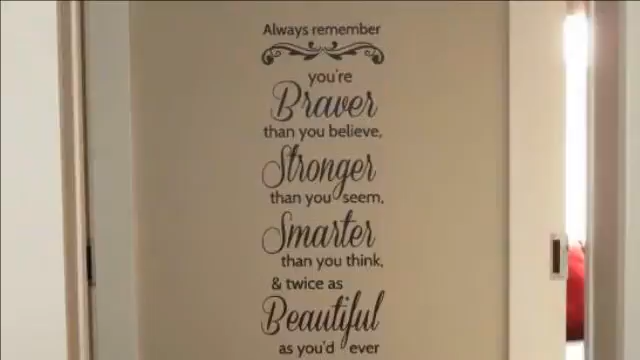 Always remember
you're
Braver
than you believe,
Stronger
than you seem,
Smarter
than you think,
& twice as
Beautiful
as you'd ever